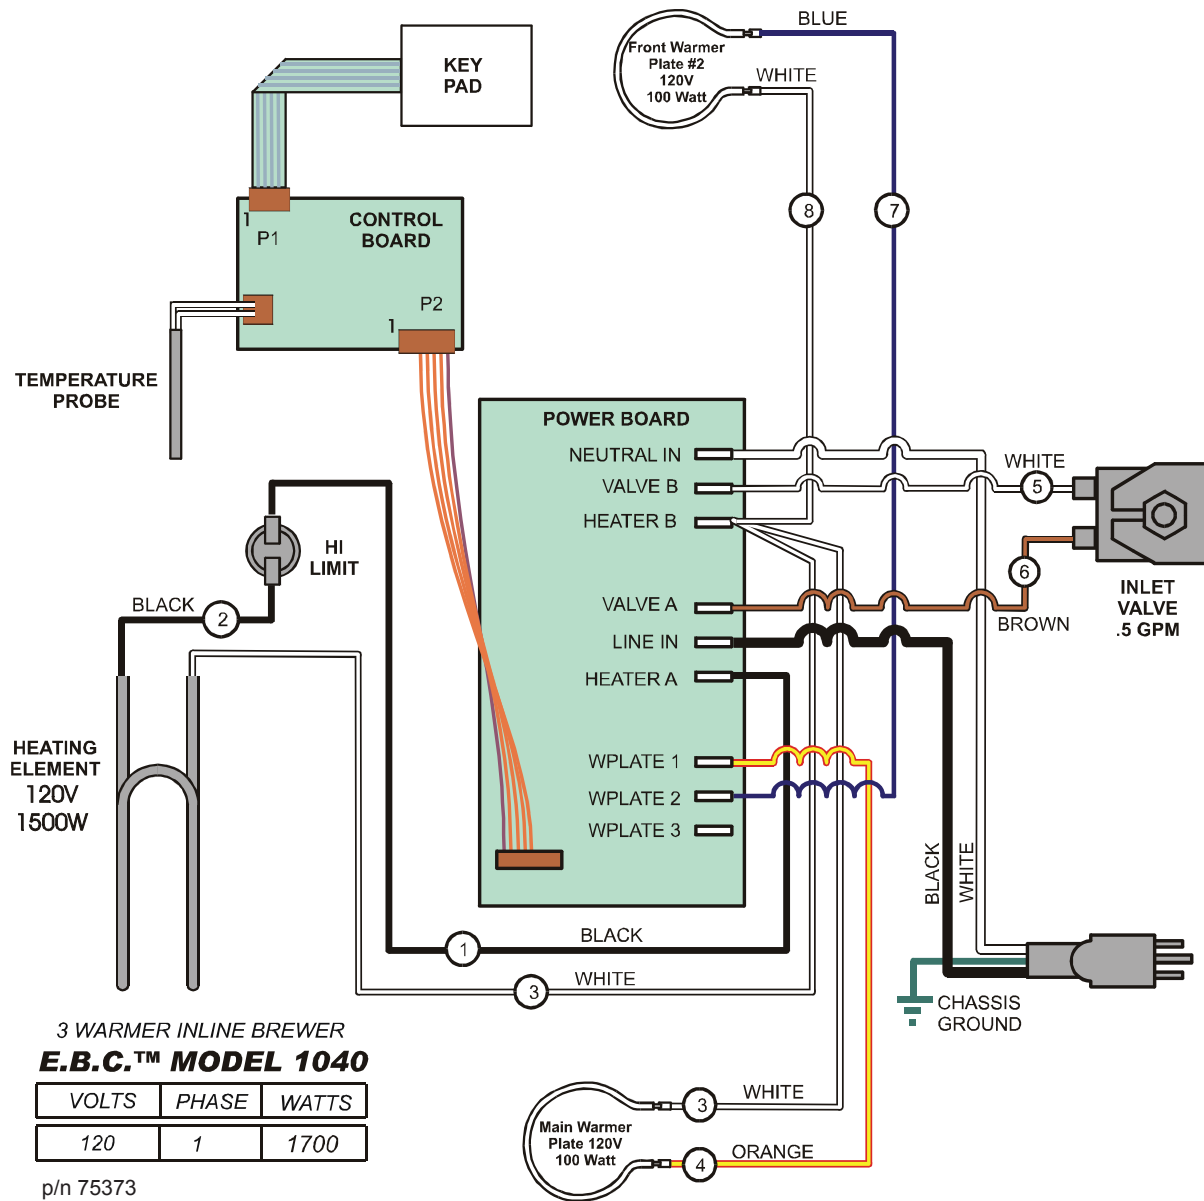 BLUE
Front Warmer
Plate #2
120V
100 Watt
WHITE
KEY
PAD
8
7
1
P1
CONTROL
BOARD
P2
1
TEMPERATURE
PROBE
POWER BOARD
NEUTRAL IN
VALVE B
HEATER B
VALVE A
LINE IN
HEATER A
WPLATE 1
WPLATE 2
WPLATE 3
WHITE
5
6
BROWN
INLET
VALVE
.5 GPM
HI
LIMIT
BLACK
2
HEATING
ELEMENT
120V
1500W
BLACK
WHITE
1
BLACK
3
WHITE
CHASSIS
GROUND
3 WARMER INLINE BREWER
E.B.C.™ MODEL 1040
VOLTS PHASE WATTS
120 1 1700
p/n 75373
Main Warmer
Plate 120V
100 Watt
3
WHITE
4
ORANGE